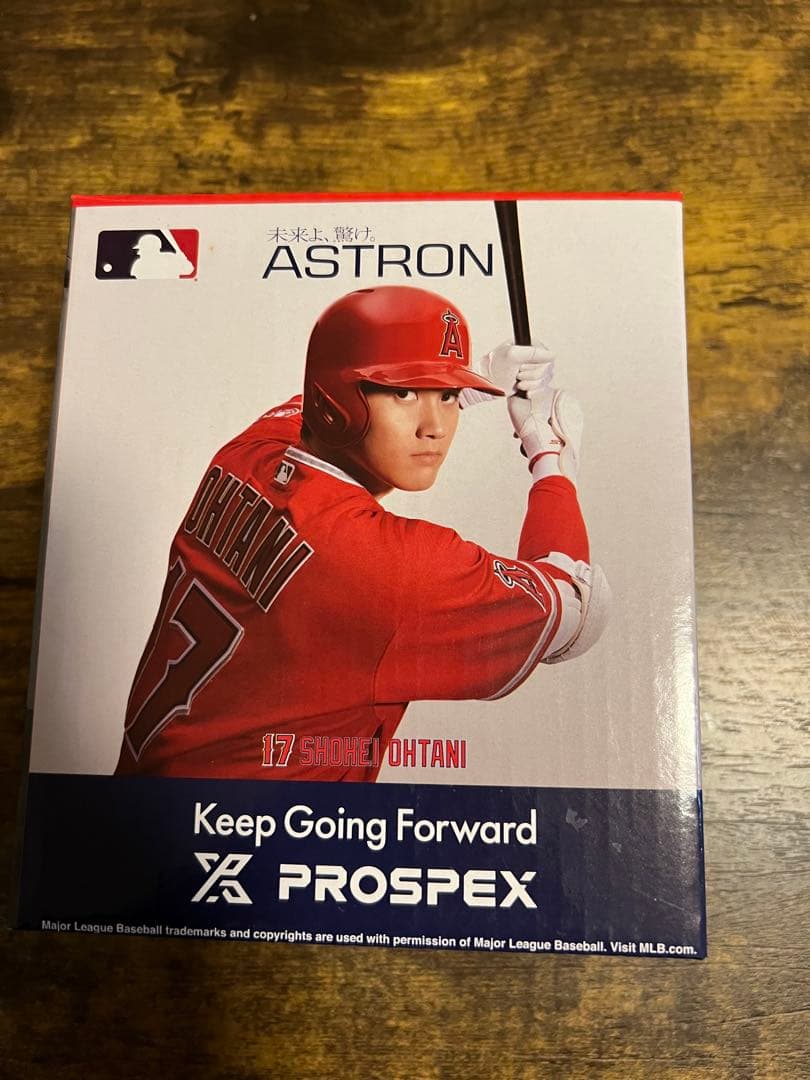 未来よ、驚け。
ASTRON
A
OHTANI
17
A
17 SHOHEI OHTANI
Keep Going Forward
PROSPEX
Major League Baseball trademarks and copyrights are used with permission of Major League Baseball. Visit MLB.com.